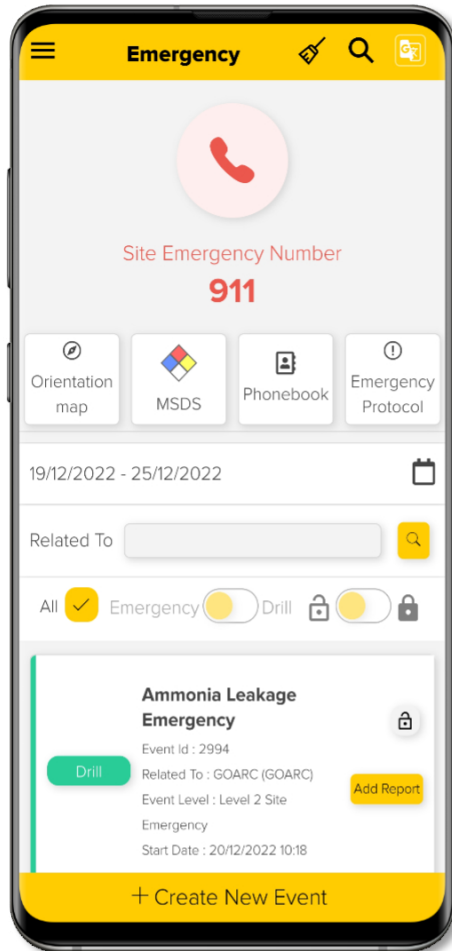 Emergency
Site Emergency Number
911
Orientation
map
MSDS
Phonebook
Emergency
Protocol
19/12/2022 - 25/12/2022
Related To
All Emergency Drill
Ammonia Leakage
Emergency
Event Id : 2994
Drill
Related To : GOARC (GOARC)
Add Report
Event Level : Level 2 Site
Emergency
Start Date : 20/12/2022 10:18
+ Create New Event